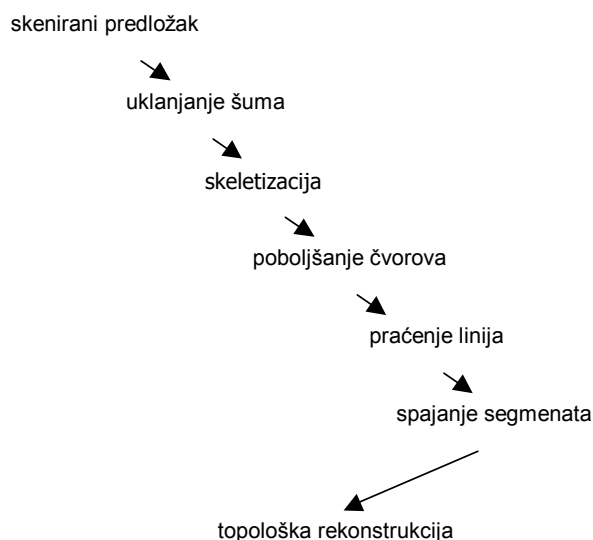 skenirani predložak
uklanjanje šuma
skeletizacija
poboljšanje čvorova
praćenje linija
spajanje segmenata
topološka rekonstrukcija